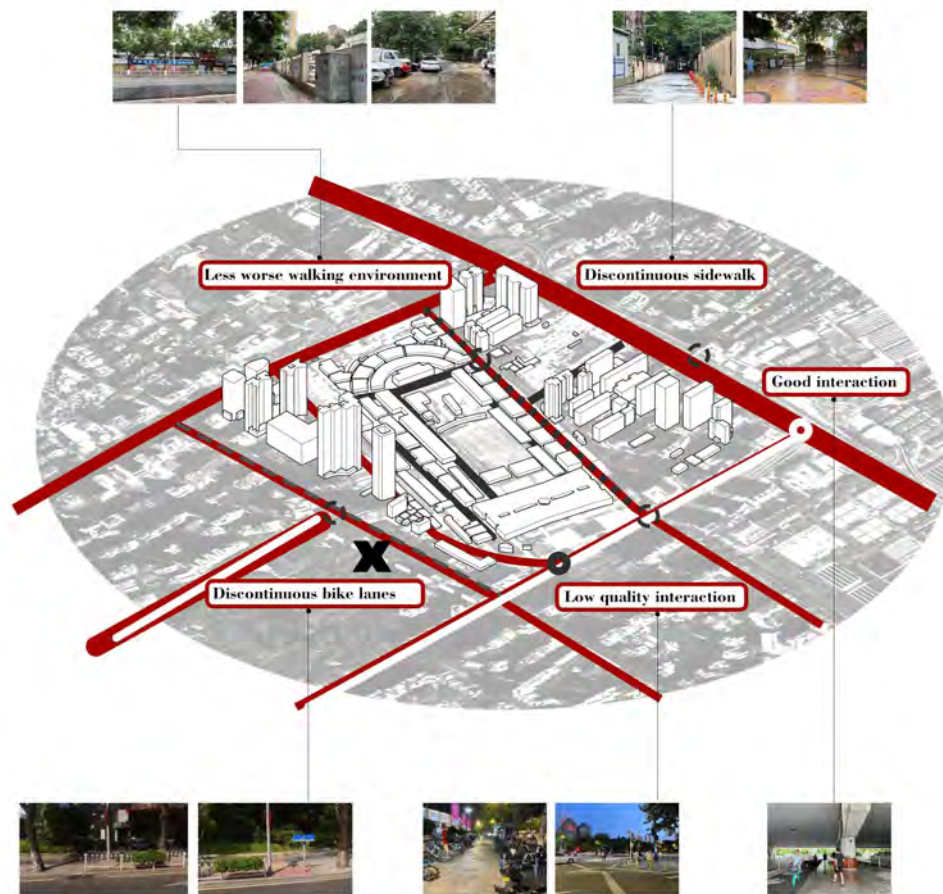 Less worse walking environment
Discontinuous sidewalk
Good interaction
X
Discontinuous bike lanes
Low quality interaction